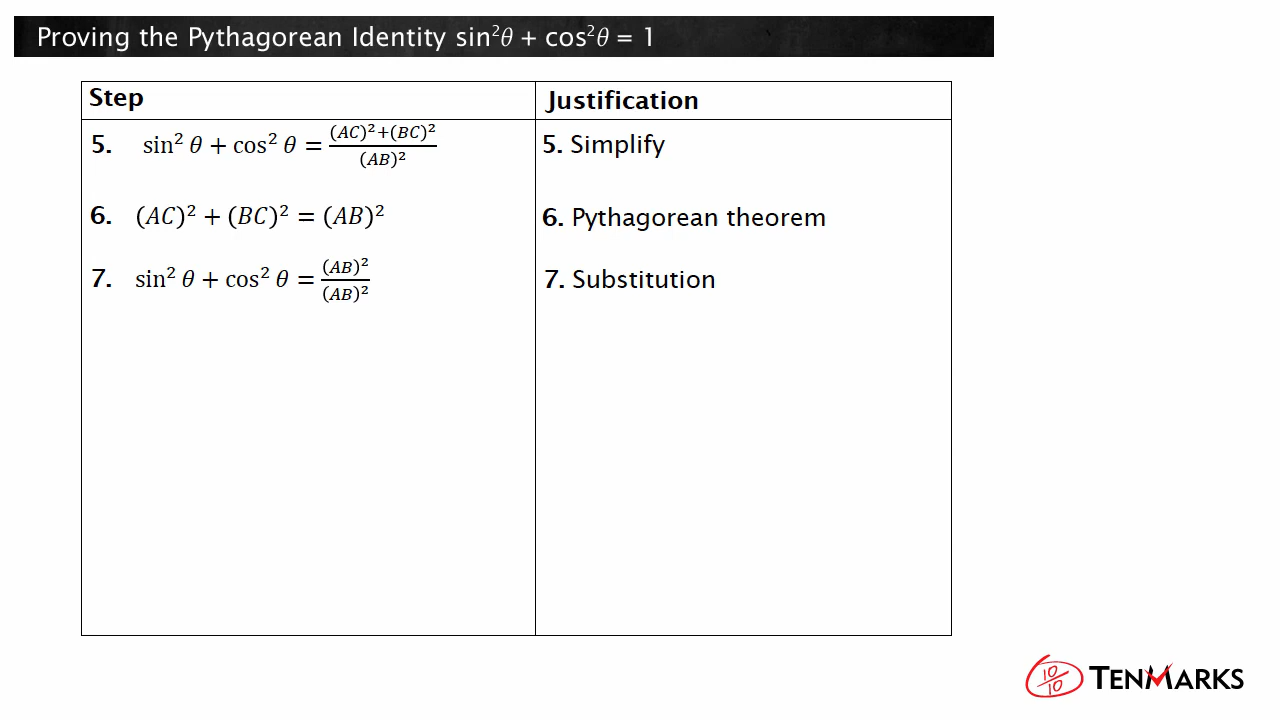 Proving the Pythagorean Identity sin²θ + cos²θ = 1
Step Justification
5. sin² θ + cos² θ = (AC)²+(BC)²/(AB)² 5. Simplify
6. (AC)² + (BC)² = (AB)² 6. Pythagorean theorem
7. sin² θ + cos² θ = (AB)²/(AB)² 7. Substitution
10/10 TENMARKS